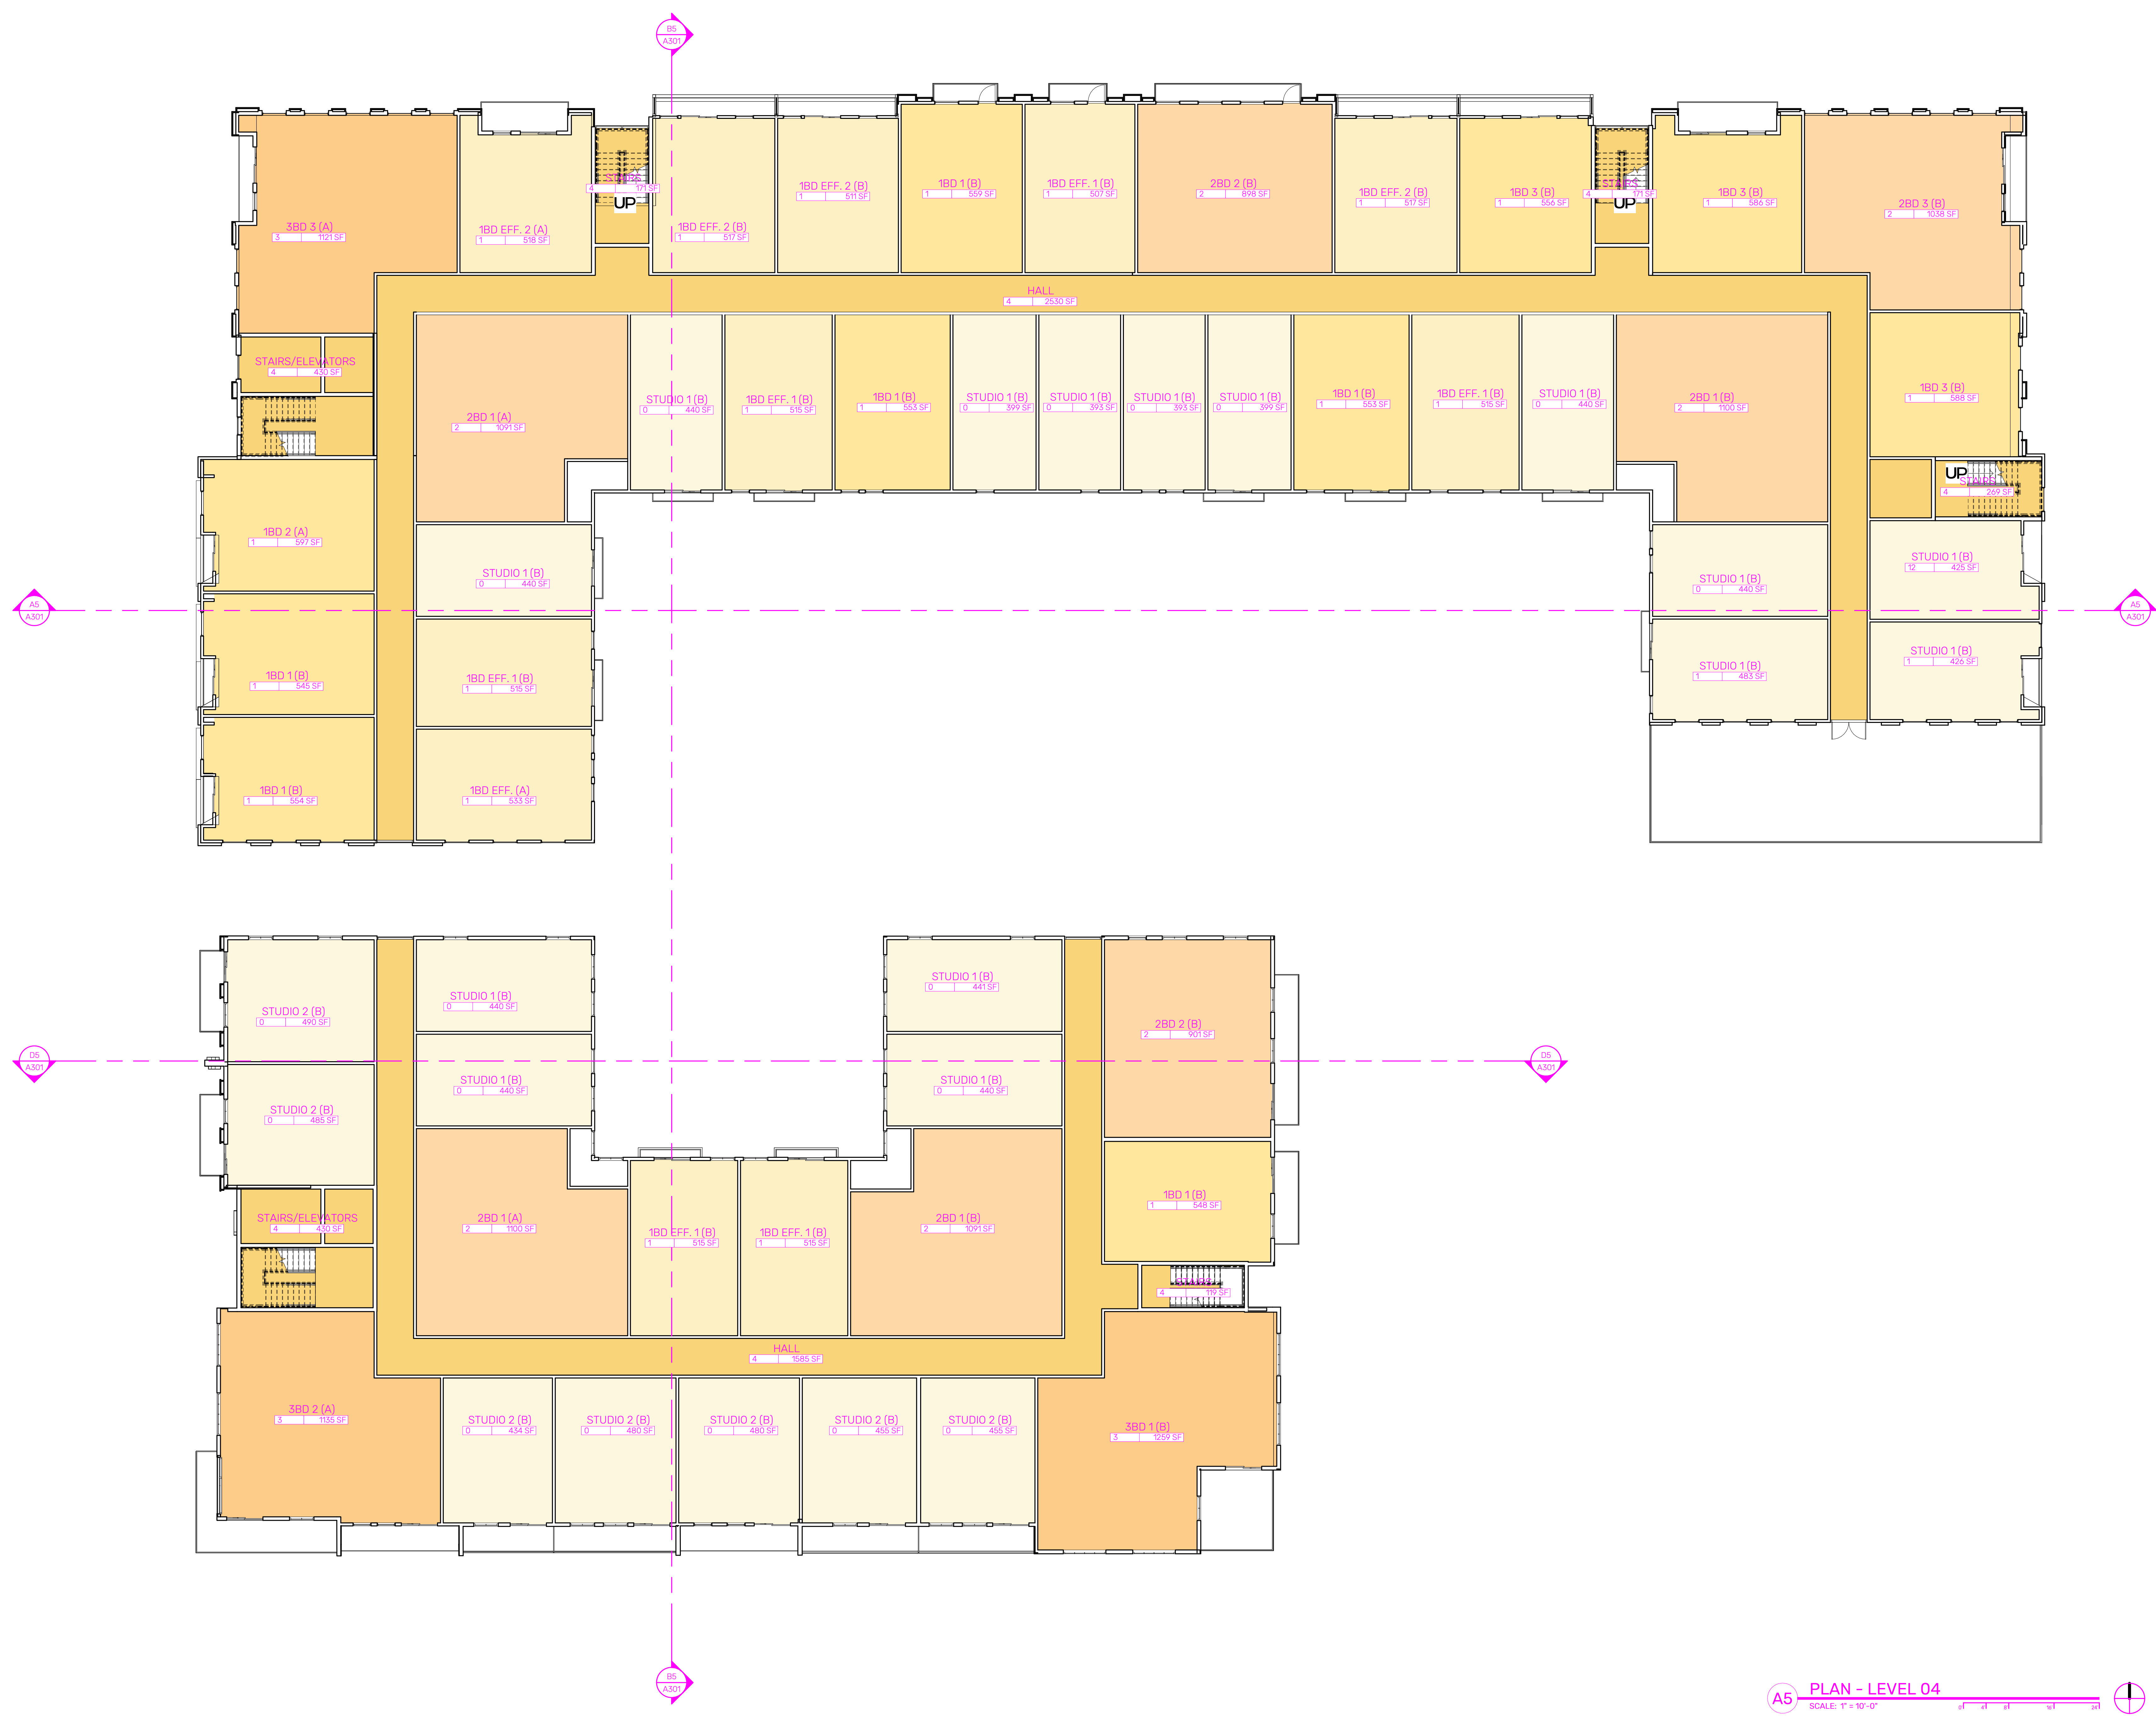 B5
A301
3BD 3 (A)
3 1121 SF
1BD EFF. 2 (A)
1 518 SF
STAIRS
4 171 SF
UP
1BD EFF. 2 (B)
1 517 SF
1BD EFF. 2 (B)
1 511 SF
1BD 1 (B)
1 559 SF
1BD EFF. 1 (B)
1 507 SF
2BD 2 (B)
2 898 SF
1BD EFF. 2 (B)
1 517 SF
1BD 3 (B)
1 556 SF
STAIRS
4 171 SF
UP
1BD 3 (B)
1 586 SF
2BD 3 (B)
2 1038 SF
HALL
4 2530 SF
STAIRS/ELEVATORS
4 430 SF
2BD 1 (A)
2 1091 SF
STUDIO 1 (B)
0 440 SF
1BD EFF. 1 (B)
1 515 SF
1BD 1 (B)
1 553 SF
STUDIO 1 (B)
0 399 SF
STUDIO 1 (B)
0 393 SF
STUDIO 1 (B)
0 393 SF
STUDIO 1 (B)
0 399 SF
1BD 1 (B)
1 553 SF
1BD EFF. 1 (B)
1 515 SF
STUDIO 1 (B)
0 440 SF
2BD 1 (B)
2 1100 SF
1BD 3 (B)
1 588 SF
UP
STAIRS
4 269 SF
1BD 2 (A)
1 597 SF
STUDIO 1 (B)
0 440 SF
STUDIO 1 (B)
0 440 SF
STUDIO 1 (B)
12 425 SF
A5
A301
A5
A301
1BD 1 (B)
1 545 SF
1BD EFF. 1 (B)
1 515 SF
STUDIO 1 (B)
1 483 SF
STUDIO 1 (B)
1 426 SF
1BD 1 (B)
1 554 SF
1BD EFF. (A)
1 533 SF
STUDIO 2 (B)
0 490 SF
STUDIO 1 (B)
0 440 SF
STUDIO 1 (B)
0 441 SF
2BD 2 (B)
2 901 SF
D5
A301
D5
A301
STUDIO 2 (B)
0 485 SF
STUDIO 1 (B)
0 440 SF
STUDIO 1 (B)
0 440 SF
1BD 1 (B)
1 548 SF
STAIRS/ELEVATORS
4 430 SF
2BD 1 (A)
2 1100 SF
1BD EFF. 1 (B)
1 515 SF
1BD EFF. 1 (B)
1 515 SF
2BD 1 (B)
2 1091 SF
STAIRS
4 119 SF
HALL
4 1585 SF
3BD 2 (A)
3 1135 SF
STUDIO 2 (B)
0 434 SF
STUDIO 2 (B)
0 480 SF
STUDIO 2 (B)
0 480 SF
STUDIO 2 (B)
0 455 SF
STUDIO 2 (B)
0 455 SF
3BD 1 (B)
3 1259 SF
B5
A301
A5
PLAN - LEVEL 04
SCALE: 1" = 10'-0"
0 4 8 16 26